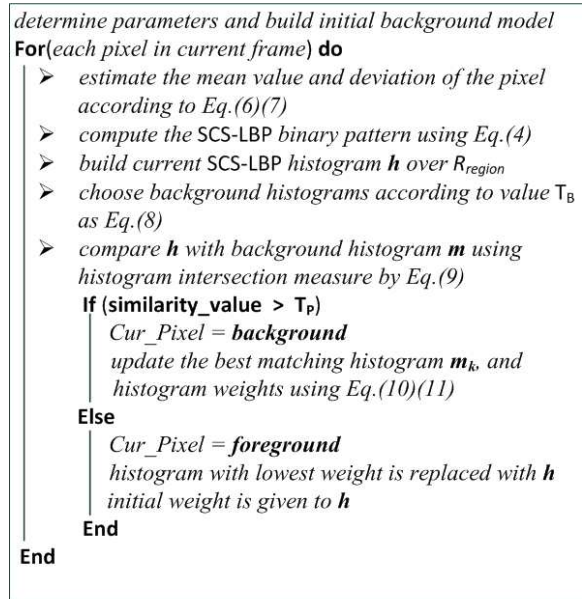 determine parameters and build initial background model
For(each pixel in current frame) do
➤ estimate the mean value and deviation of the pixel
according to Eq.(6)(7)
➤ compute the SCS-LBP binary pattern using Eq.(4)
➤ build current SCS-LBP histogram h over R_region
➤ choose background histograms according to value T_B
as Eq.(8)
➤ compare h with background histogram m using
histogram intersection measure by Eq.(9)
If (similarity_value > T_P)
Cur_Pixel = background
update the best matching histogram m_k, and
histogram weights using Eq.(10)(11)
Else
Cur_Pixel = foreground
histogram with lowest weight is replaced with h
initial weight is given to h
End
End